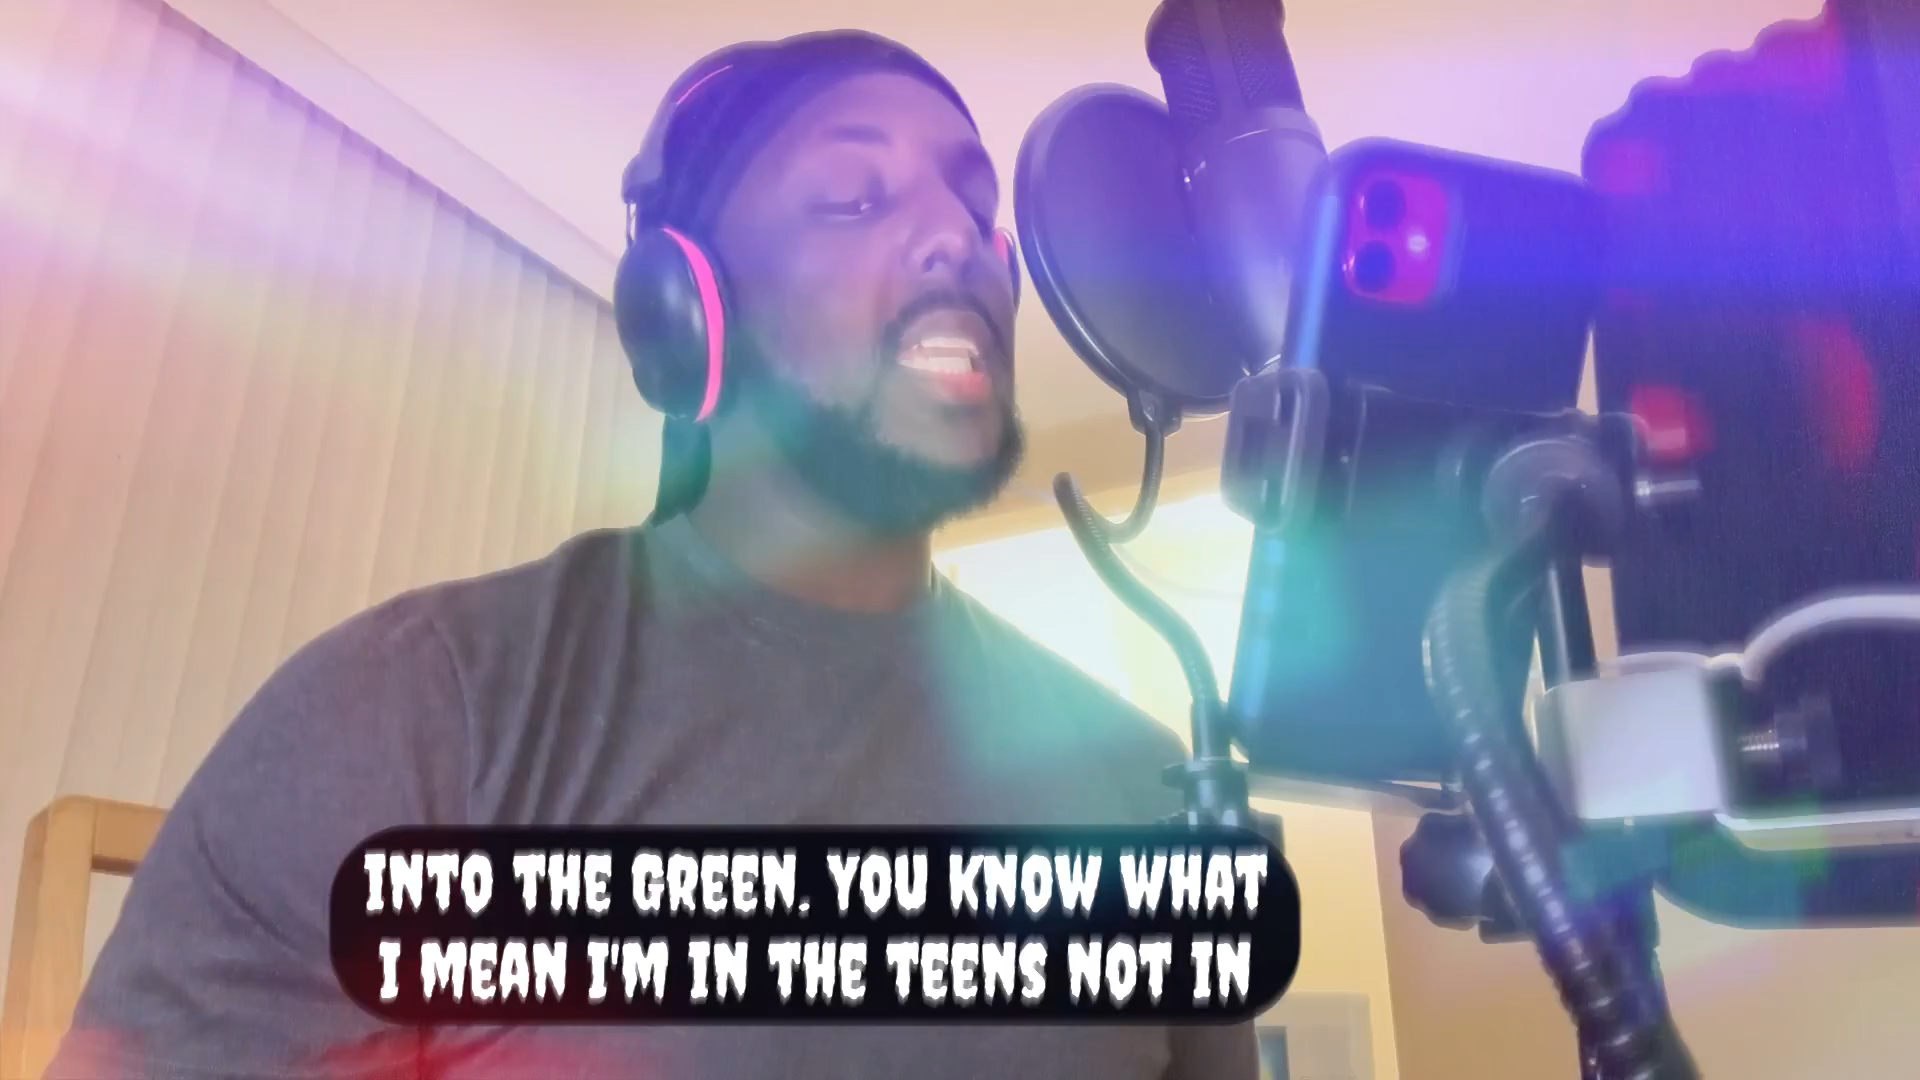 INTO THE GREEN. YOU KNOW WHAT
I MEAN I'M IN THE TEENS NOT IN